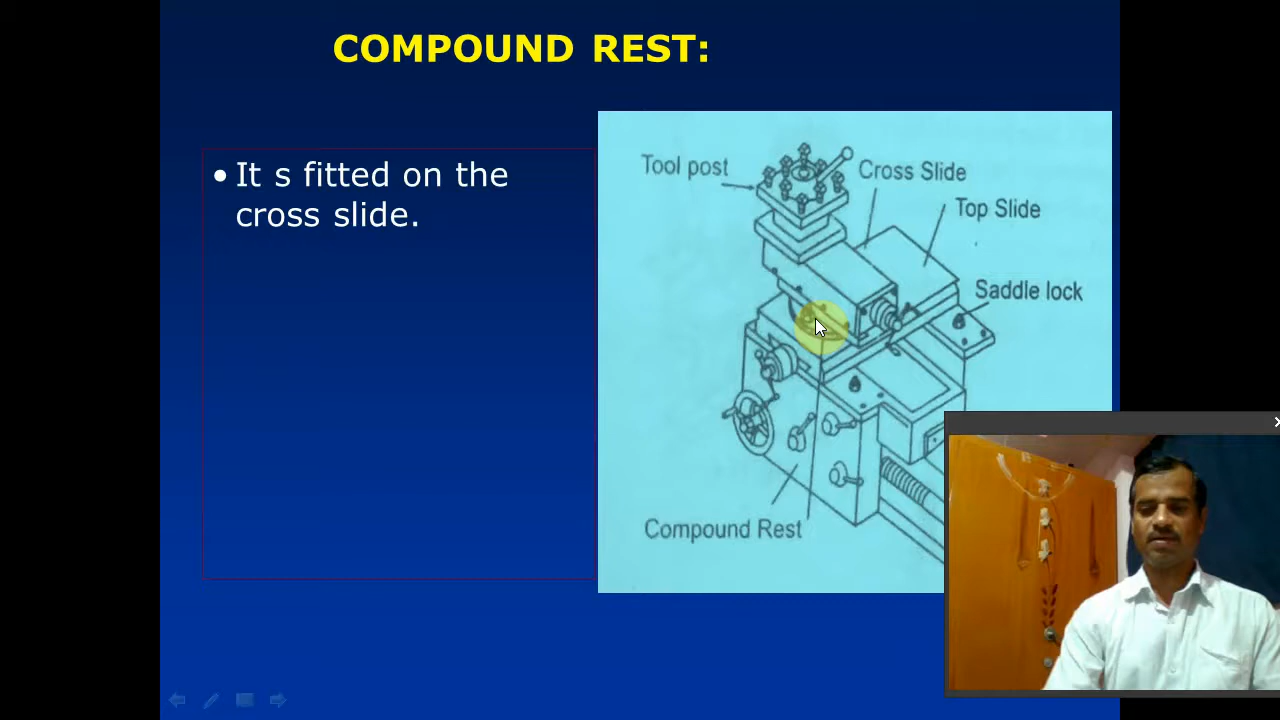 COMPOUND REST:
• It s fitted on the
cross slide.
Tool post
Cross Slide
Top Slide
Saddle lock
Compound Rest